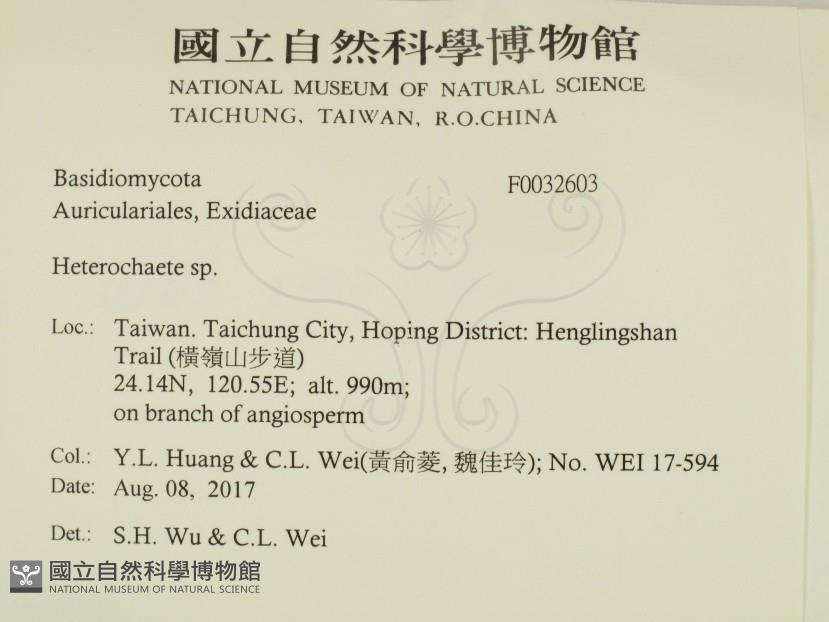 國立自然科學博物館
NATIONAL MUSEUM OF NATURAL SCIENCE
TAICHUNG, TAIWAN, R.O.CHINA
Basidiomycota
F0032603
Auriculariales, Exidiaceae
Heterochaete sp.
Loc.: Taiwan. Taichung City, Hoping District: Henglingshan
Trail (橫嶺山步道)
24.14N, 120.55E; alt. 990m;
on branch of angiosperm
Col.: Y.L. Huang & C.L. Wei(黃俞菱, 魏佳玲); No. WEI 17-594
Date: Aug. 08, 2017
Det.: S.H. Wu & C.L. Wei
國立自然科學博物館
NATIONAL MUSEUM OF NATURAL SCIENCE